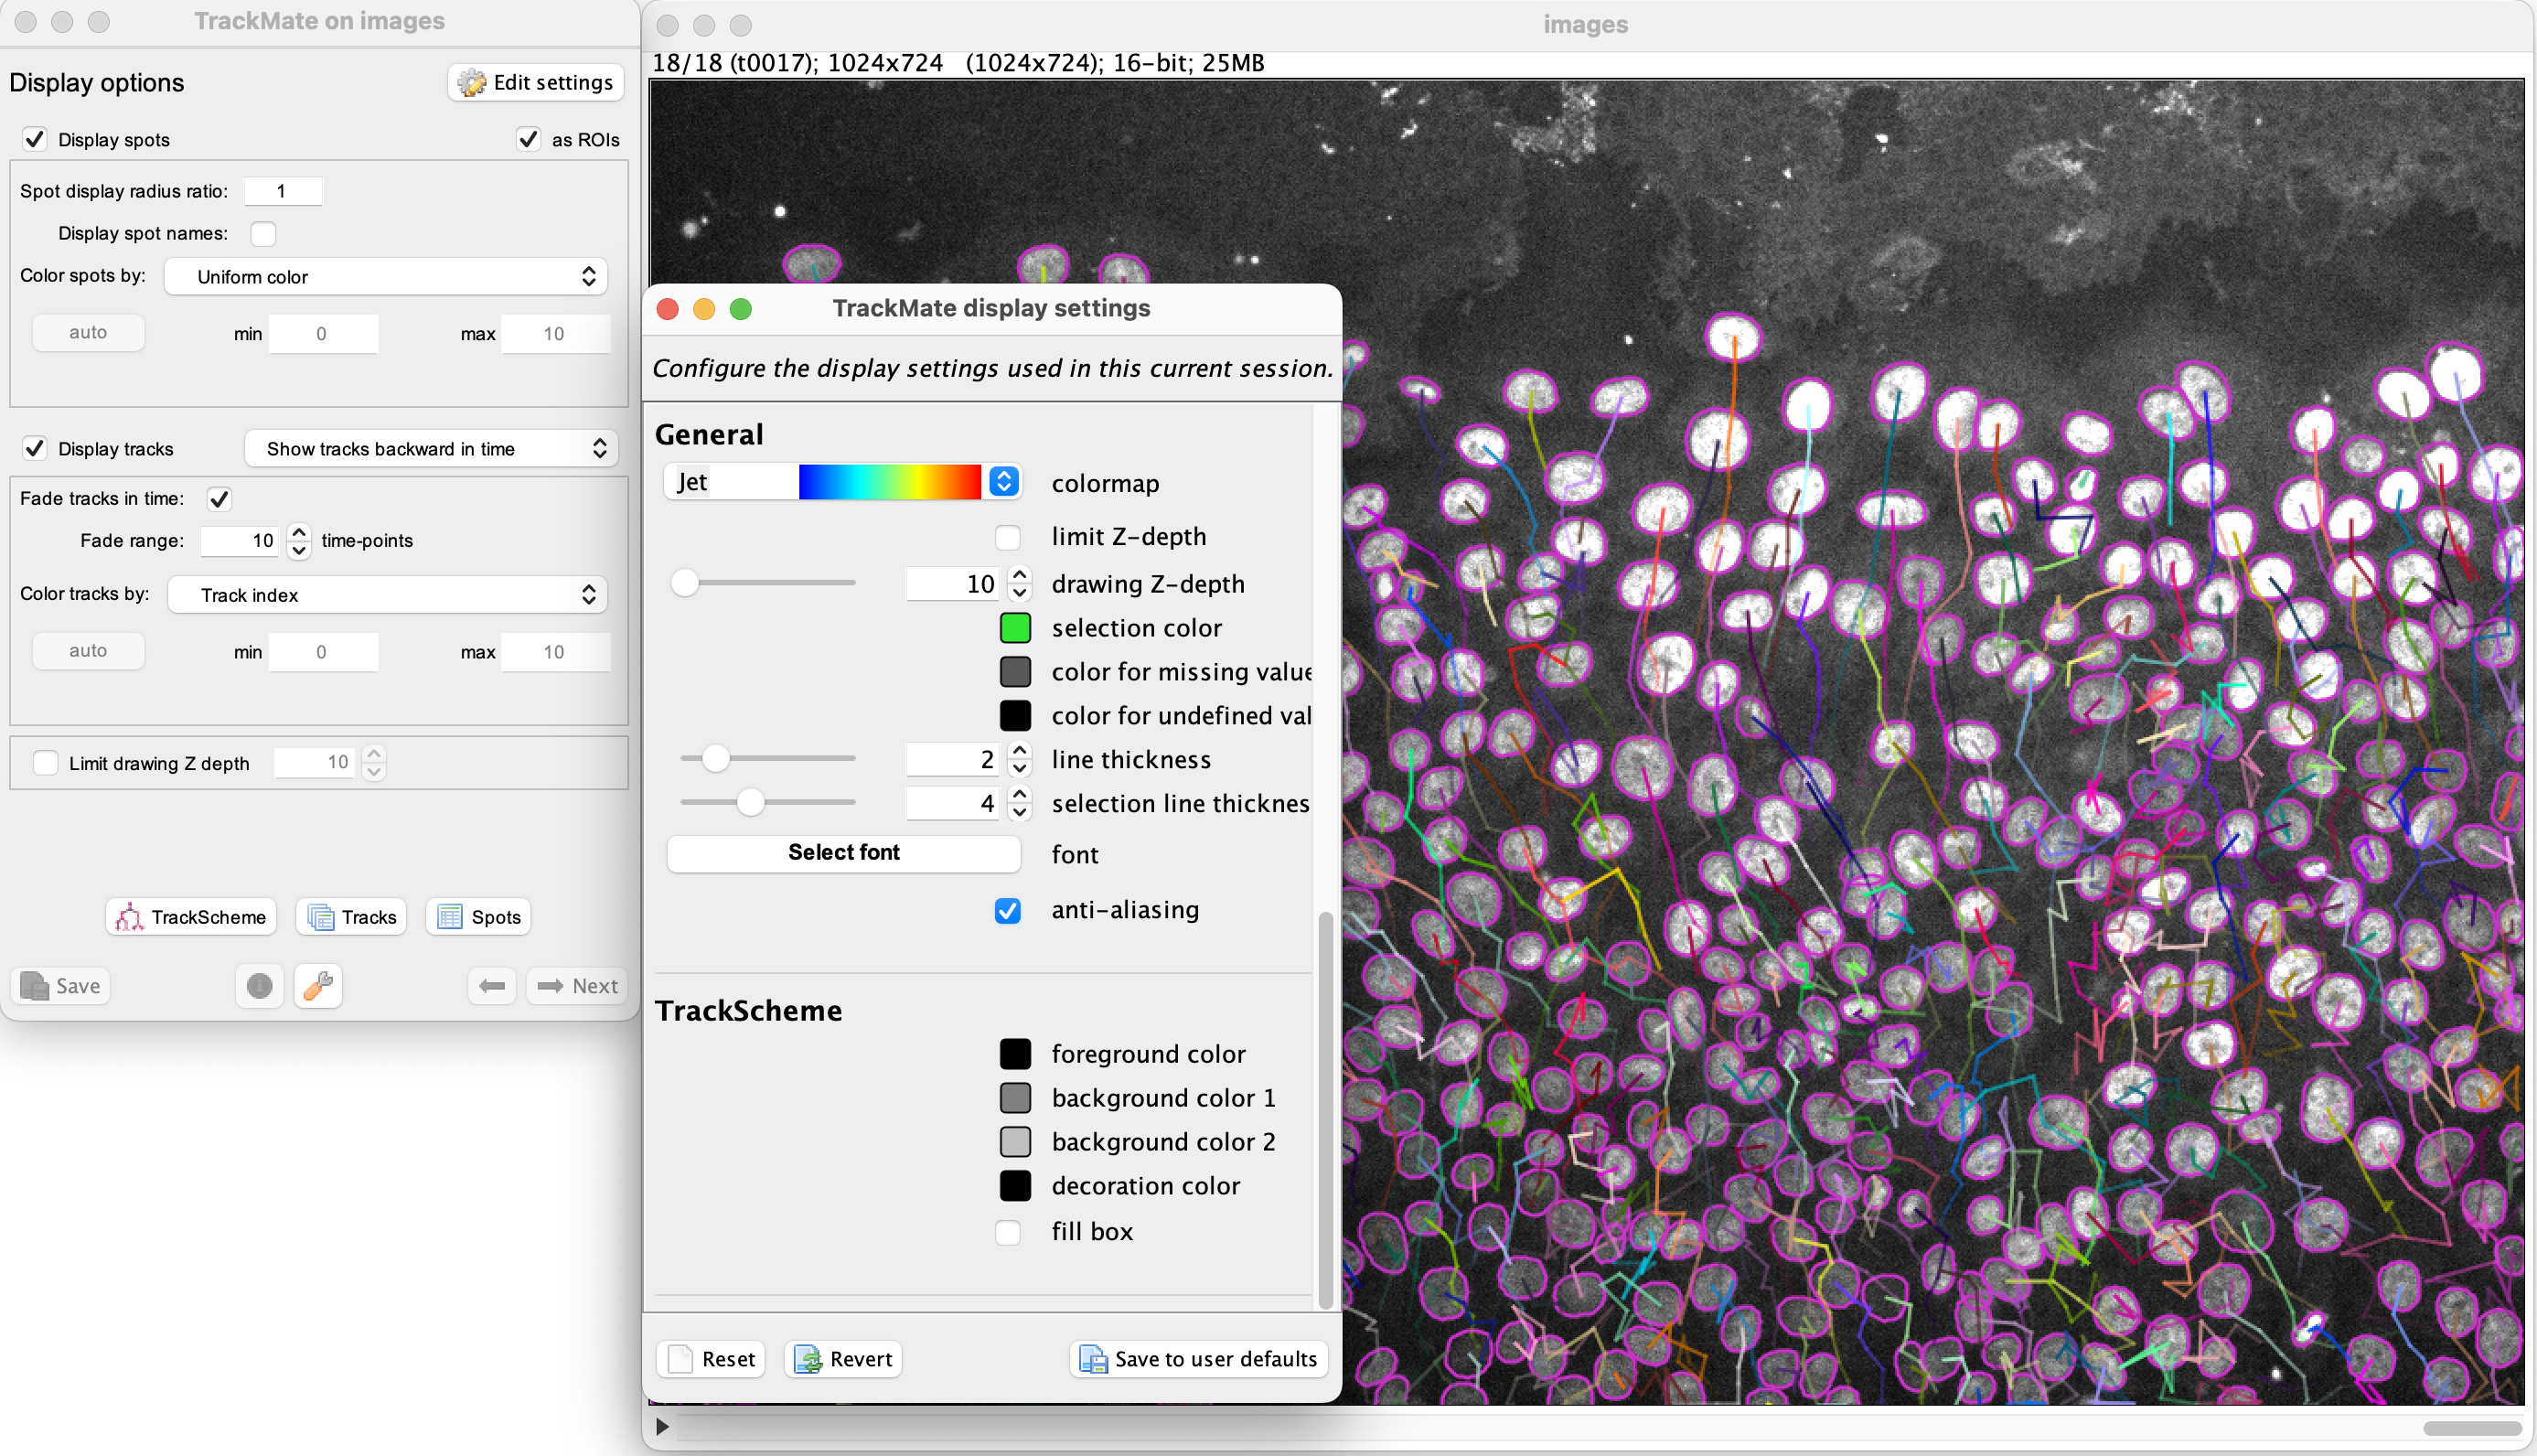 TrackMate on images
Display options
Edit settings
Display spots
as ROIs
Spot display radius ratio: 1
Display spot names:
Color spots by: Uniform color
auto min 0 max 10
Display tracks Show tracks backward in time
Fade tracks in time:
Fade range: 10 time-points
Color tracks by: Track index
auto min 0 max 10
Limit drawing Z depth 10
TrackScheme Tracks Spots
Save Next
images
18/18 (t0017); 1024x724 (1024x724); 16-bit; 25MB
TrackMate display settings
Configure the display settings used in this current session.
General
Jet colormap
limit Z-depth
10 drawing Z-depth
selection color
color for missing value
color for undefined val
2 line thickness
4 selection line thicknes
Select font font
anti-aliasing
TrackScheme
foreground color
background color 1
background color 2
decoration color
fill box
Reset Revert Save to user defaults